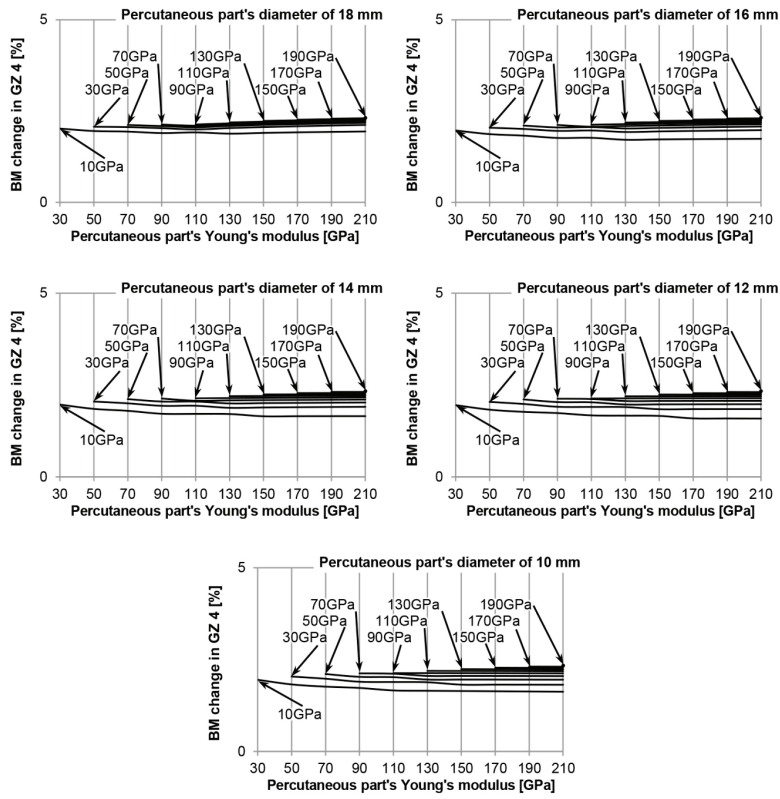 Percutaneous part's diameter of 18 mm
BM change in GZ 4 [%]
5
0
70GPa
50GPa
30GPa
130GPa
110GPa
90GPa
190GPa
170GPa
150GPa
10GPa
30 50 70 90 110 130 150 170 190 210
Percutaneous part's Young's modulus [GPa]
Percutaneous part's diameter of 16 mm
BM change in GZ 4 [%]
5
0
70GPa
50GPa
30GPa
130GPa
110GPa
90GPa
190GPa
170GPa
150GPa
10GPa
30 50 70 90 110 130 150 170 190 210
Percutaneous part's Young's modulus [GPa]
Percutaneous part's diameter of 14 mm
BM change in GZ 4 [%]
5
0
70GPa
50GPa
30GPa
130GPa
110GPa
90GPa
190GPa
170GPa
150GPa
10GPa
30 50 70 90 110 130 150 170 190 210
Percutaneous part's Young's modulus [GPa]
Percutaneous part's diameter of 12 mm
BM change in GZ 4 [%]
5
0
70GPa
50GPa
30GPa
130GPa
110GPa
90GPa
190GPa
170GPa
150GPa
10GPa
30 50 70 90 110 130 150 170 190 210
Percutaneous part's Young's modulus [GPa]
Percutaneous part's diameter of 10 mm
BM change in GZ 4 [%]
5
0
70GPa
50GPa
30GPa
130GPa
110GPa
90GPa
190GPa
170GPa
150GPa
10GPa
30 50 70 90 110 130 150 170 190 210
Percutaneous part's Young's modulus [GPa]